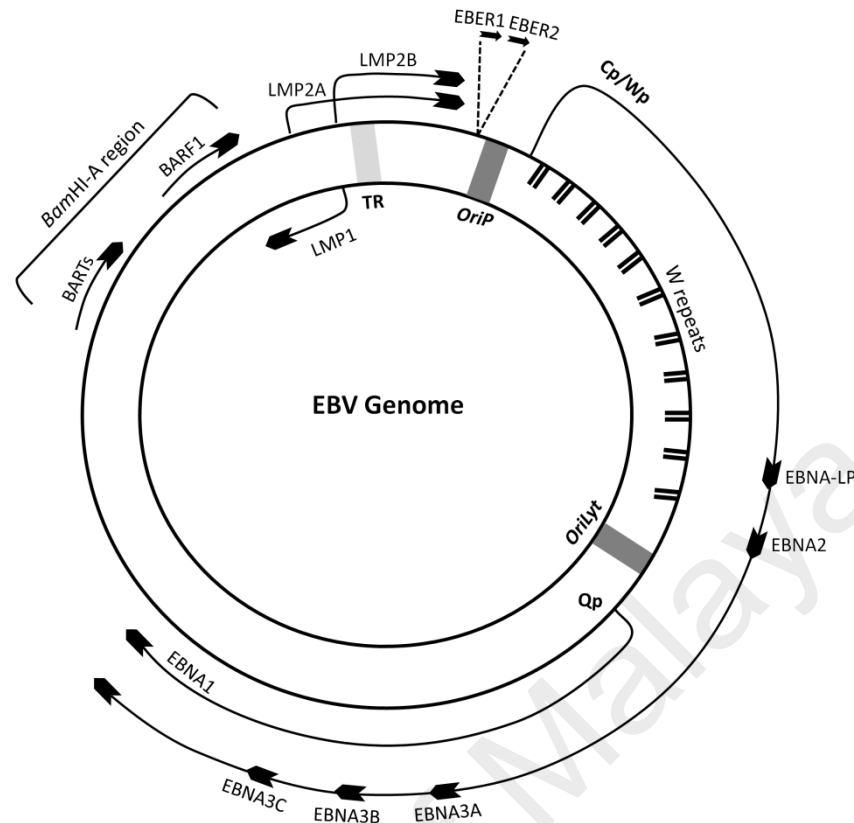 EBER1
EBER2
LMP2B
LMP2A
Cp/Wp
BamHI-A region
BARF1
TR
OriP
LMP1
BARTs
W repeats
EBV Genome
EBNA-LP
OriLyt
EBNA2
Qp
EBNA1
EBNA3C
EBNA3B
EBNA3A
Malaya